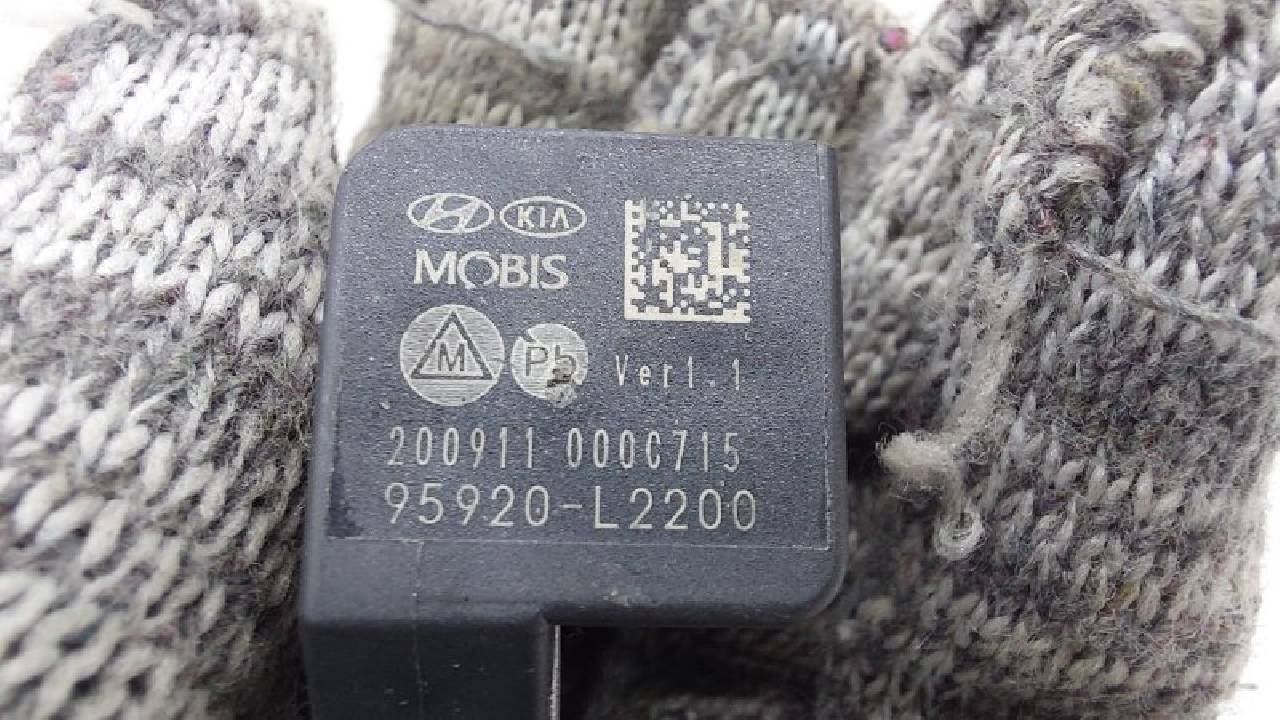 KIA
MOBIS
M Pb Ver1.1
200911 000C715
95920-L2200